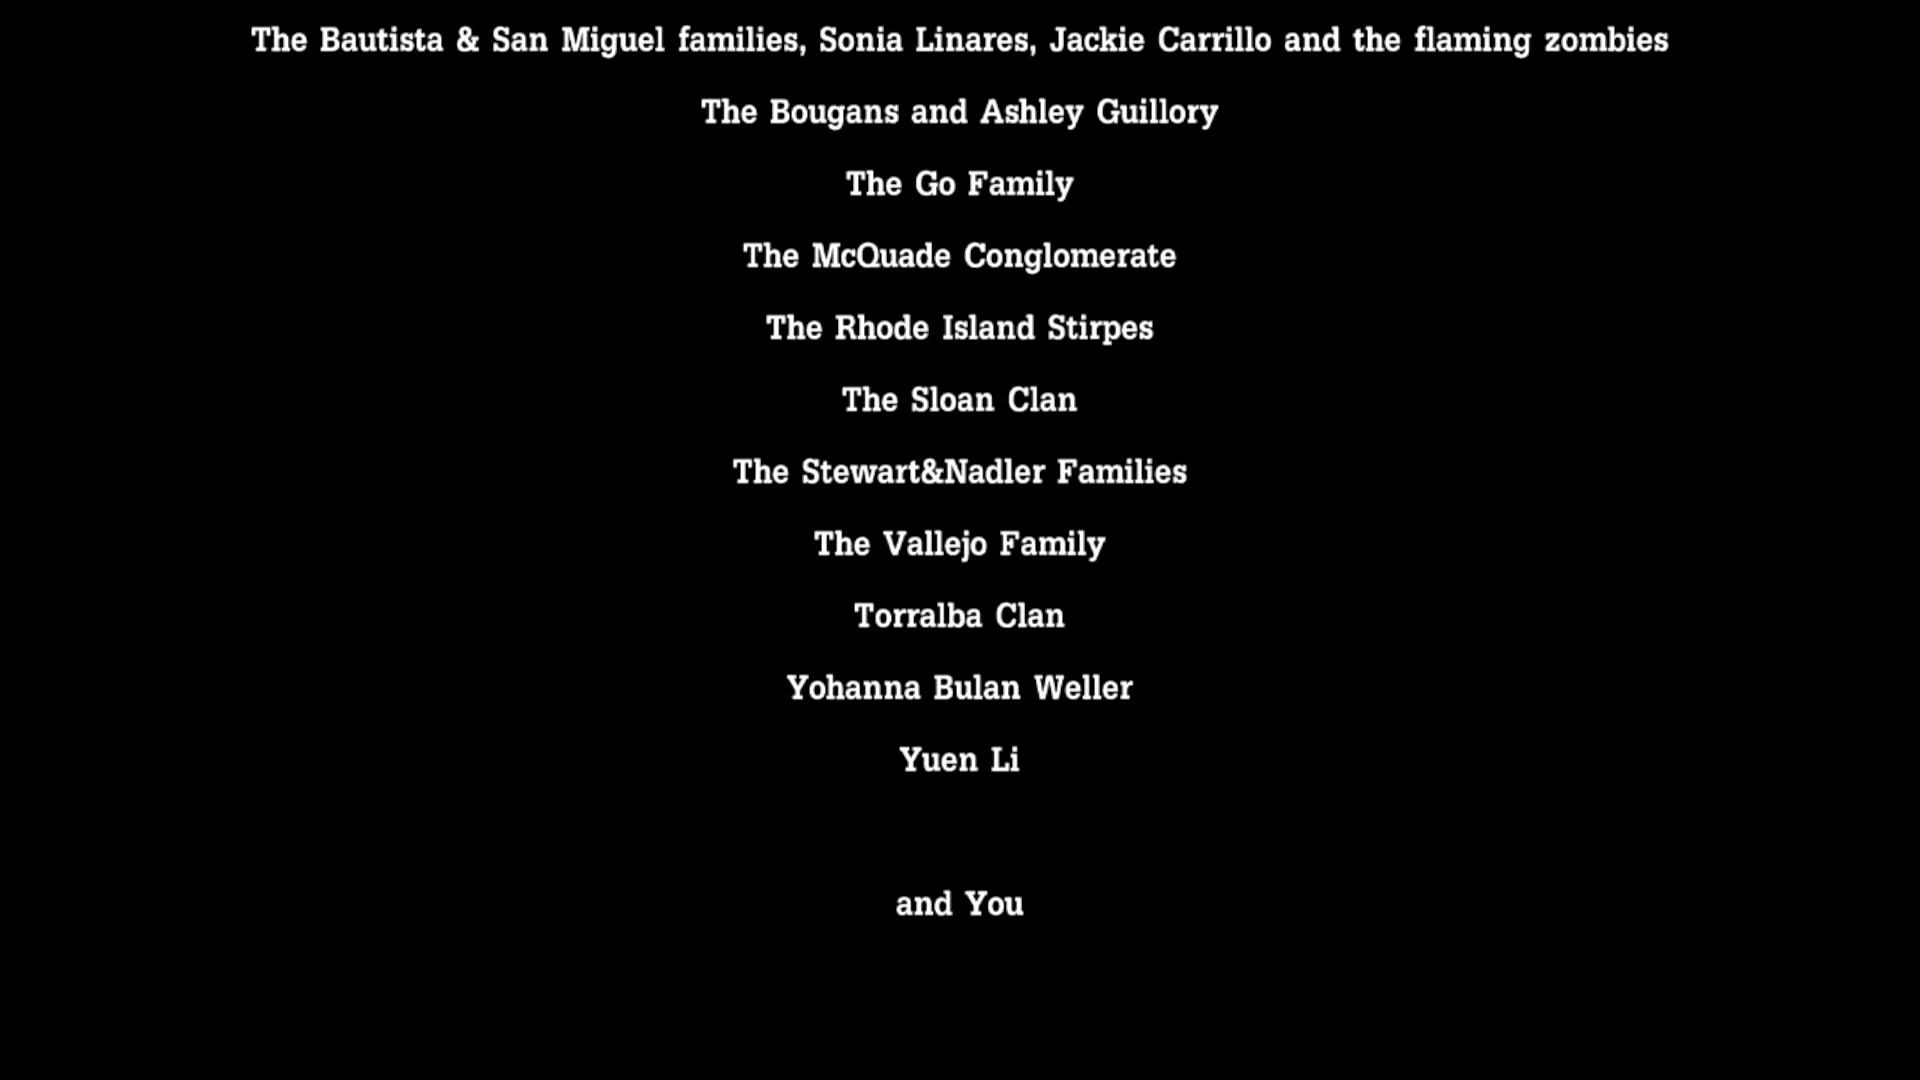 The Bautista & San Miguel families, Sonia Linares, Jackie Carrillo and the flaming zombies
The Bougans and Ashley Guillory
The Go Family
The McQuade Conglomerate
The Rhode Island Stirpes
The Sloan Clan
The Stewart&Nadler Families
The Vallejo Family
Torralba Clan
Yohanna Bulan Weller
Yuen Li
and You